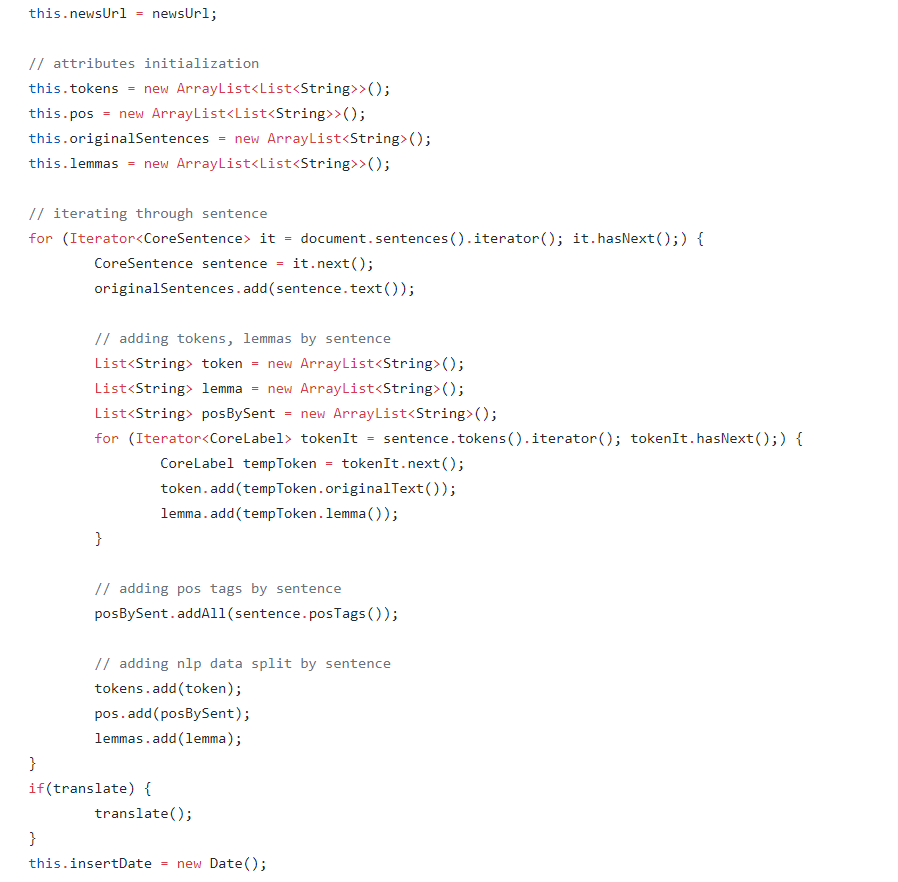 this.newsUrl = newsUrl;

// attributes initialization
this.tokens = new ArrayList<List<String>>();
this.pos = new ArrayList<List<String>>();
this.originalSentences = new ArrayList<String>();
this.lemmas = new ArrayList<List<String>>();

// iterating through sentence
for (Iterator<CoreSentence> it = document.sentences().iterator(); it.hasNext();) {
        CoreSentence sentence = it.next();
        originalSentences.add(sentence.text());

        // adding tokens, lemmas by sentence
        List<String> token = new ArrayList<String>();
        List<String> lemma = new ArrayList<String>();
        List<String> posBySent = new ArrayList<String>();
        for (Iterator<CoreLabel> tokenIt = sentence.tokens().iterator(); tokenIt.hasNext();) {
                CoreLabel tempToken = tokenIt.next();
                token.add(tempToken.originalText());
                lemma.add(tempToken.lemma());
        }

        // adding pos tags by sentence
        posBySent.addAll(sentence.posTags());

        // adding nlp data split by sentence
        tokens.add(token);
        pos.add(posBySent);
        lemmas.add(lemma);
}
if(translate) {
        translate();
}
this.insertDate = new Date();